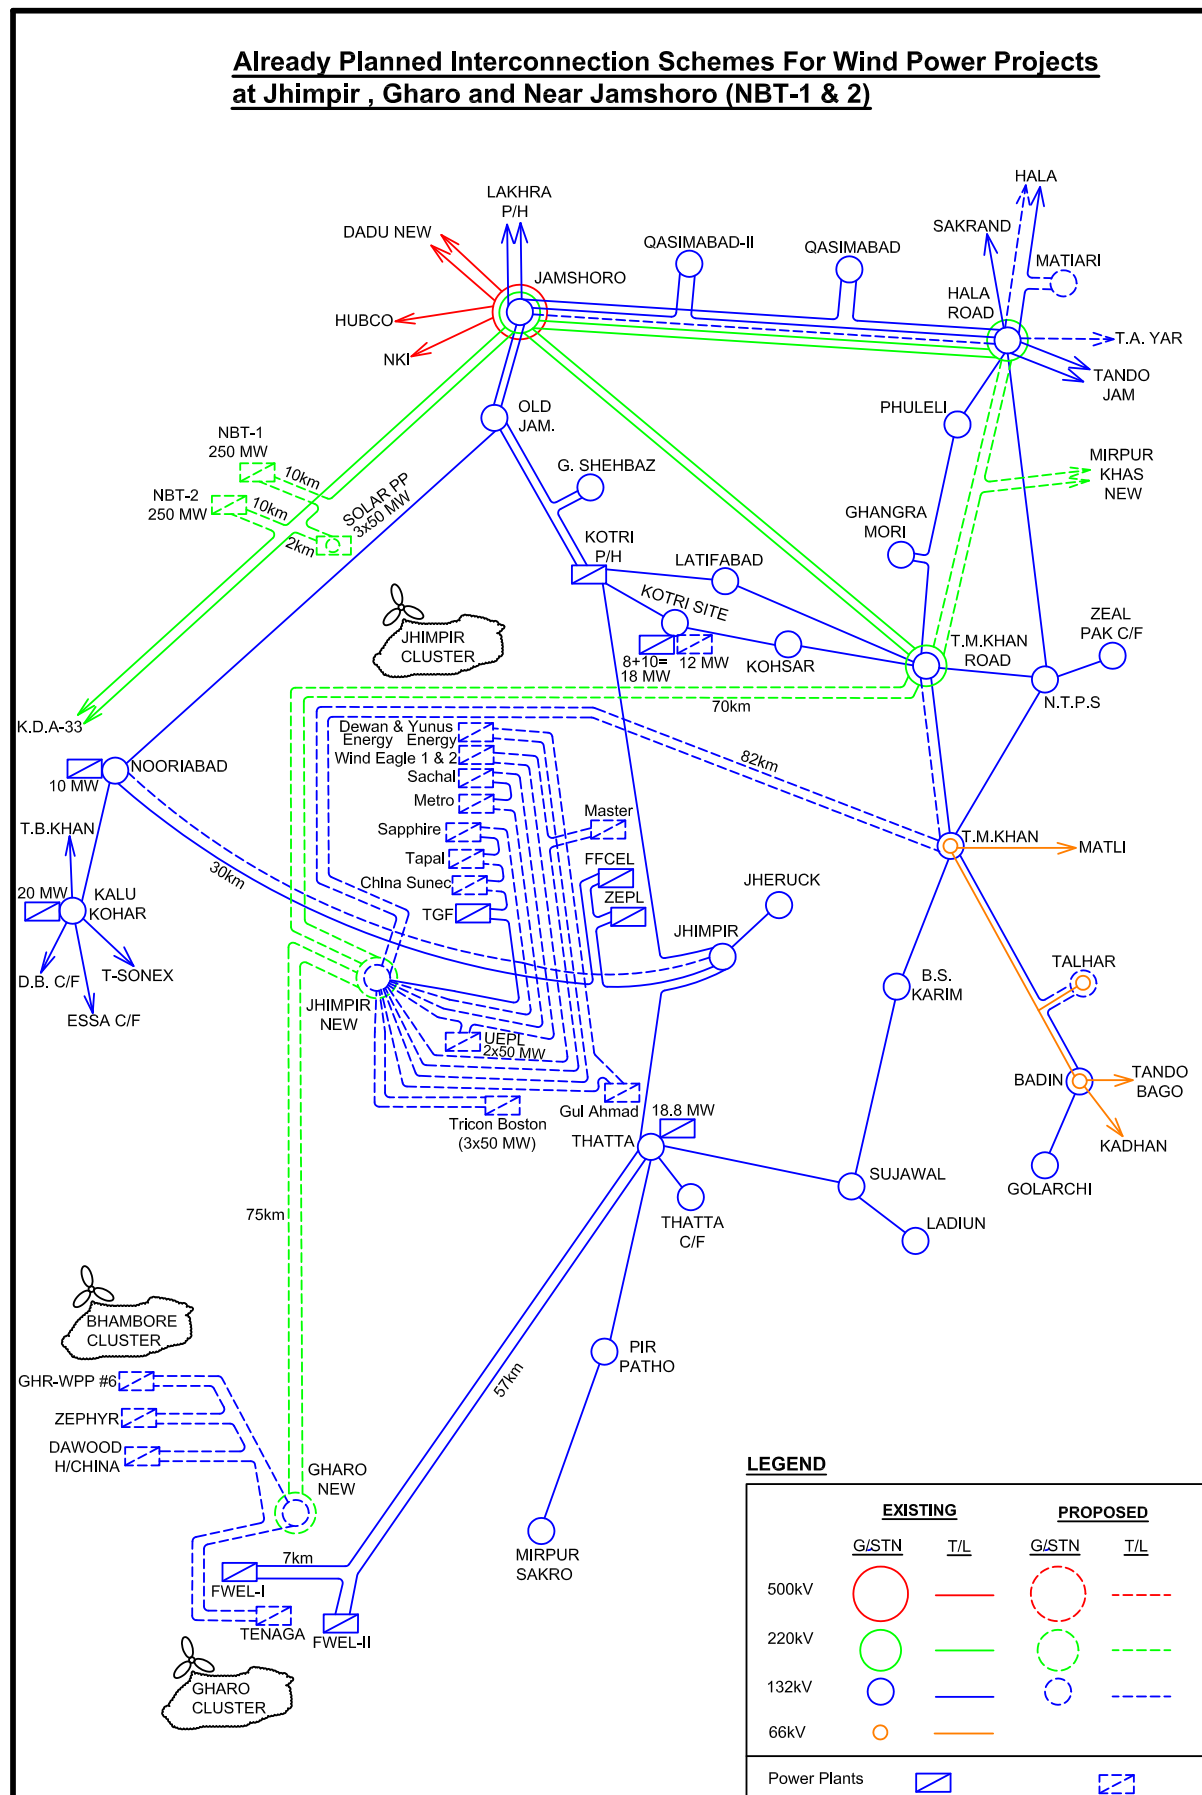 Already Planned Interconnection Schemes For Wind Power Projects
at Jhimpir , Gharo and Near Jamshoro (NBT-1 & 2)
LAKHRA
P/H
DADU NEW
JAMSHORO
HUBCO
NKI
QASIMABAD-II
QASIMABAD
HALA
SAKRAND
MATIARI
HALA
ROAD
T.A. YAR
TANDO
JAM
OLD
JAM.
PHULELI
NBT-1
250 MW
10km
NBT-2
250 MW
10km
2km
SOLAR PP
3x50 MW
G. SHEHBAZ
MIRPUR
KHAS
NEW
GHANGRA
MORI
KOTRI
P/H
LATIFABAD
KOTRI SITE
8+10=
18 MW
12 MW
KOHSAR
T.M.KHAN
ROAD
ZEAL
PAK C/F
N.T.P.S
JHIMPIR
CLUSTER
70km
82km
K.D.A-33
NOORIABAD
10 MW
Dewan & Yunus
Energy Energy
Wind Eagle 1 & 2
Sachal
Metro
Sapphire
Tapal
China Sunec
TGF
Master
FFCEL
ZEPL
T.B.KHAN
20 MW
KALU
KOHAR
30km
D.B. C/F
T-SONEX
ESSA C/F
T.M.KHAN
MATLI
JHERUCK
JHIMPIR
B.S.
KARIM
TALHAR
JHIMPIR
NEW
UEPL
2x50 MW
Gul Ahmad
Tricon Boston
(3x50 MW)
18.8 MW
THATTA
BADIN
TANDO
BAGO
KADHAN
GOLARCHI
SUJAWAL
LADIUN
THATTA
C/F
75km
BHAMBORE
CLUSTER
57km
PIR
PATHO
GHR-WPP #6
ZEPHYR
DAWOOD
H/CHINA
GHARO
NEW
7km
FWEL-I
TENAGA
FWEL-II
MIRPUR
SAKRO
GHARO
CLUSTER
LEGEND
EXISTING
PROPOSED
G/STN
T/L
G/STN
T/L
500kV
220kV
132kV
66kV
Power Plants